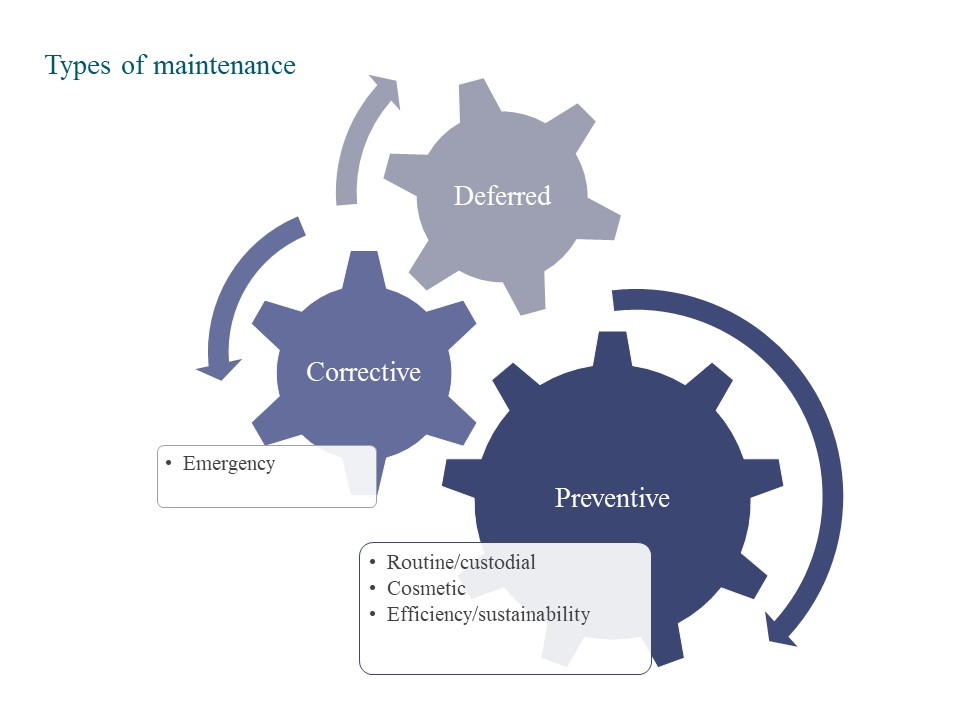 Types of maintenance
Deferred
Corrective
• Emergency
Preventive
• Routine/custodial
• Cosmetic
• Efficiency/sustainability